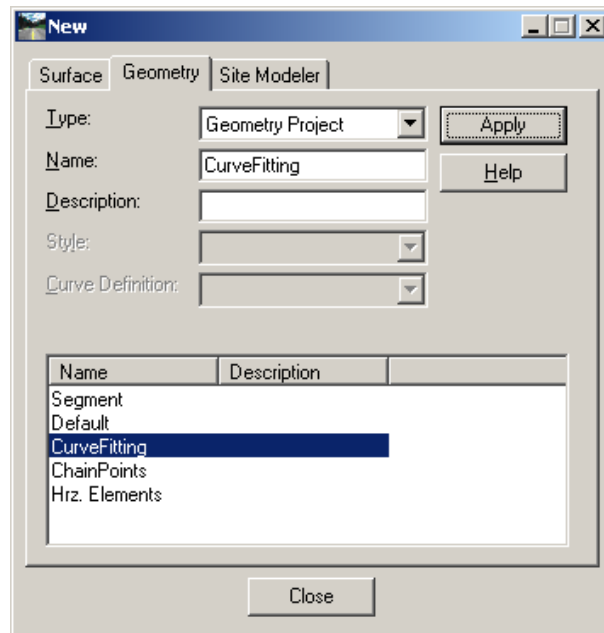 New
Surface Geometry Site Modeler
Type: Geometry Project Apply
Name: CurveFitting Help
Description:
Style:
Curve Definition:
Name Description
Segment
Default
CurveFitting
ChainPoints
Hrz. Elements
Close